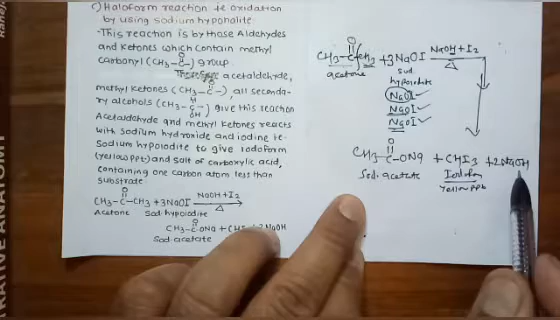 c) Haloform reaction ie oxidation
by using sodium hypohalite
- This reaction is by those Aldehydes
and Ketones which contain methyl
carbonyl (CH3-C-) group.
O
acetaldehyde,
methyl ketones (CH3-C-), all seconda-
ry alcohols (CH3-C-) give this reaction
H
OH
Acetaldehyde and methyl Ketones reacts
with Sodium hydroxide and iodine ie
Sodium hypoiodite to give iodoform
(yellow ppt) and salt of carboxylic acid,
containing one carbon atom less than
substrate.
O
CH3-C-CH3 + 3NaOI NaOH+I2
Acetone Sod. hypoiodite
O
CH3-C-ONa + NaOH
Sod. acetate
O
CH3-C-CH3 + 3NaOI NaOH+I2
acetone Sod. Δ
hypoiodite
NaOI
NaOI
NaOI
O
CH3-C-ONa + CHI3 + 2NaOH
Sod. acetate Iodoform
Yellow ppt